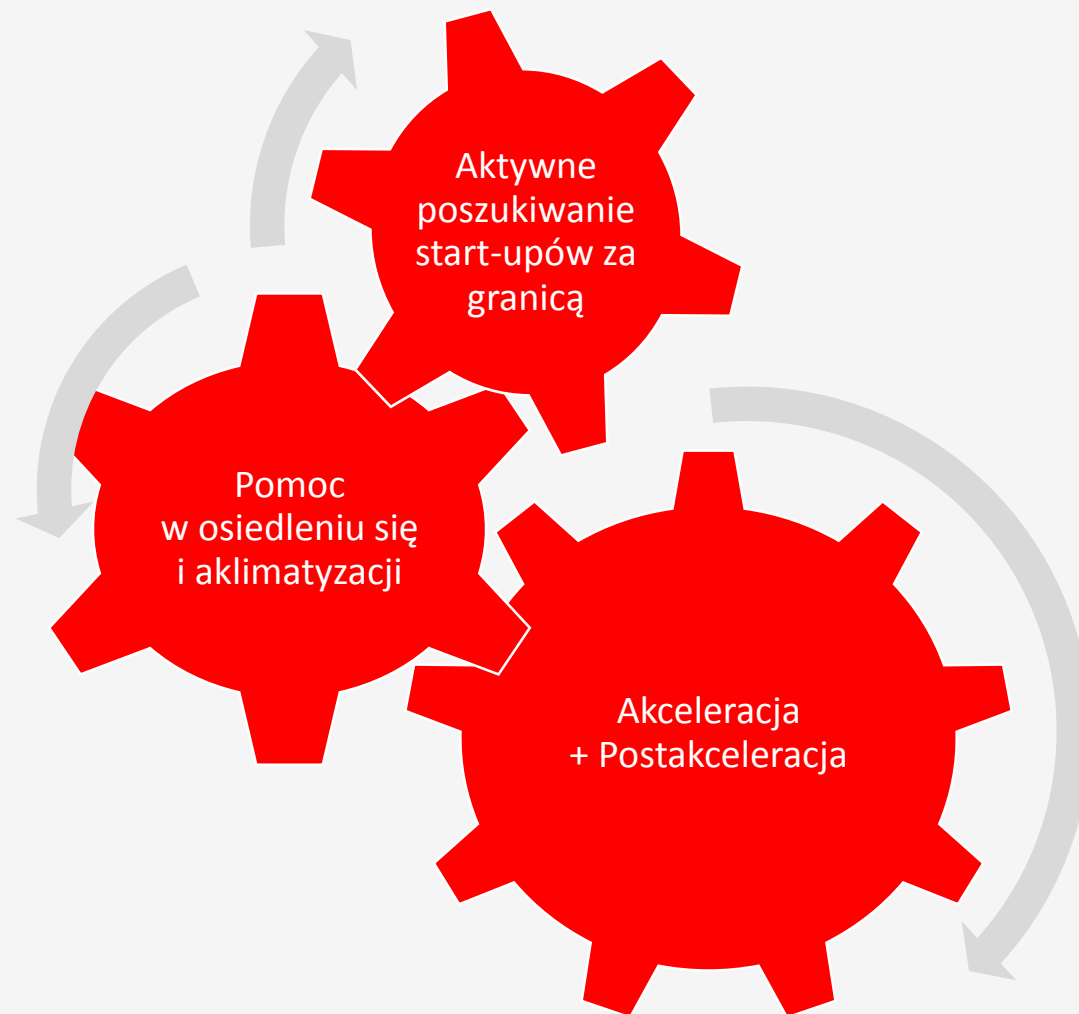 Aktywne
poszukiwanie
start-upów za
granicą
Pomoc
w osiedleniu się
i aklimatyzacji
Akceleracja
+ Postakceleracja